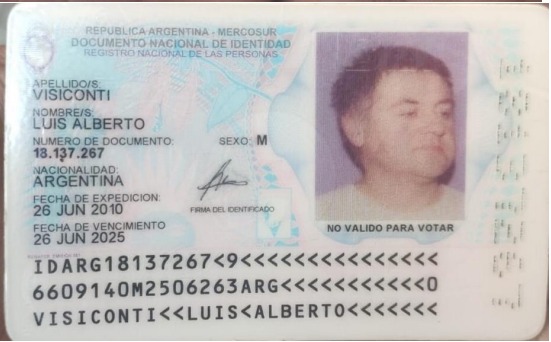 REPUBLICA ARGENTINA - MERCOSUR
DOCUMENTO NACIONAL DE IDENTIDAD
REGISTRO NACIONAL DE LAS PERSONAS
APELLIDO/S:
VISICONTI
NOMBRE/S:
LUIS ALBERTO
NUMERO DE DOCUMENTO: SEXO: M
18.137.267
NACIONALIDAD:
ARGENTINA
FECHA DE EXPEDICION:
26 JUN 2010
FIRMA DEL IDENTIFICADO
FECHA DE VENCIMIENTO
26 JUN 2025
NO VALIDO PARA VOTAR
IDARG18137267<9<<<<<<<<<<<<<<<
6609140M2506263ARG<<<<<<<<<<<0
VISICONTI<<LUIS<ALBERTO<<<<<<<